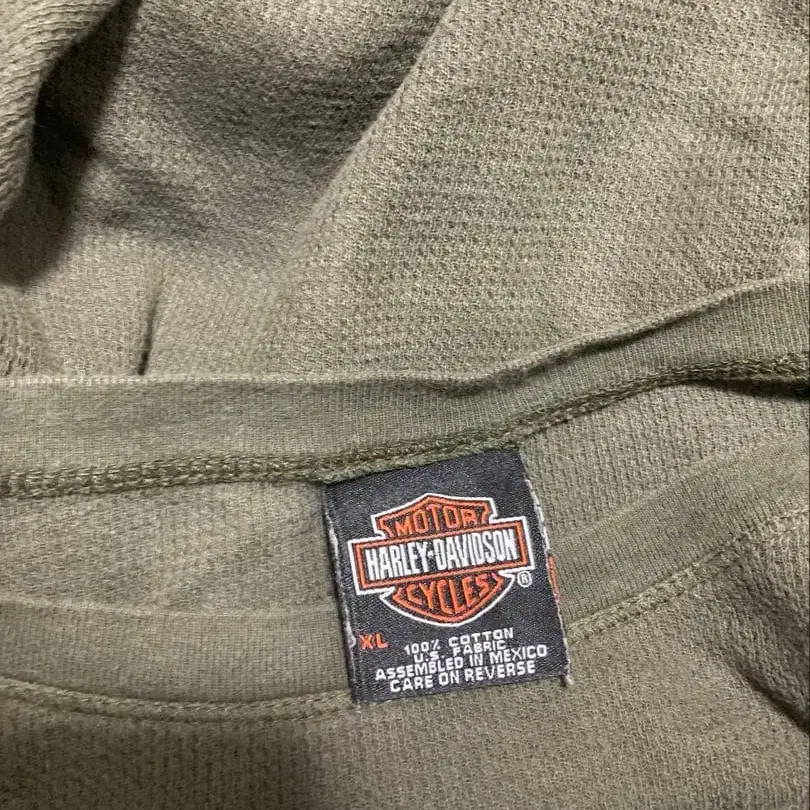 MOTOR
HARLEY-DAVIDSON
CYCLES
®
XL
100% COTTON
U.S. FABRIC
ASSEMBLED IN MEXICO
CARE ON REVERSE